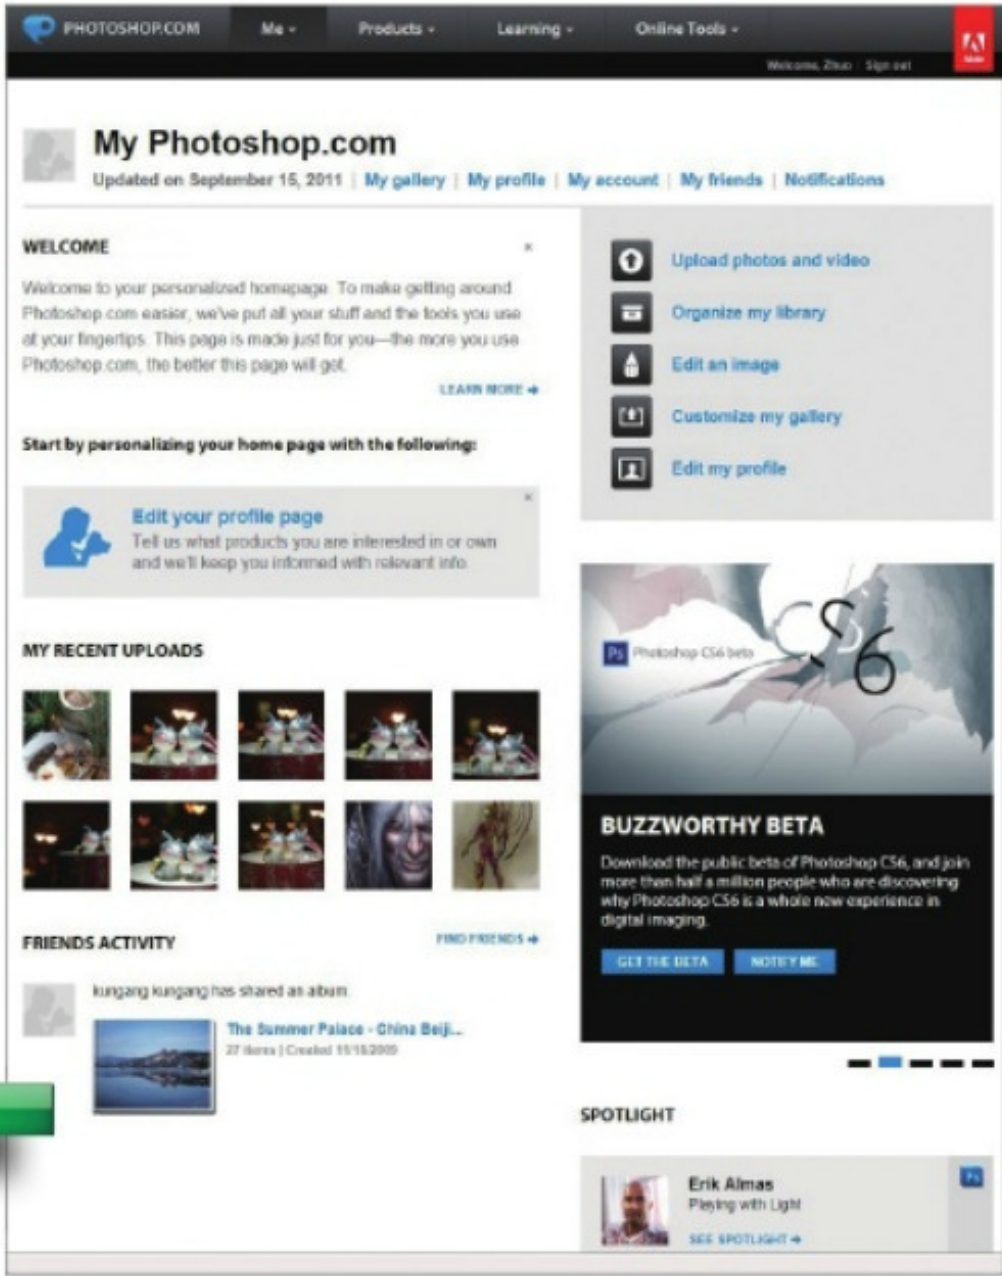 PHOTOSHOP.COM Me Products Learning Online Tools
Welcome, Zhuo Sign out
Adobe
My Photoshop.com
Updated on September 15, 2011 | My gallery | My profile | My account | My friends | Notifications
WELCOME
Welcome to your personalized homepage. To make getting around
Photoshop.com easier, we've put all your stuff and the tools you use
at your fingertips. This page is made just for you—the more you use
Photoshop.com, the better this page will get.
LEARN MORE
Start by personalizing your home page with the following:
Edit your profile page
Tell us what products you are interested in or own
and we'll keep you informed with relevant info.
MY RECENT UPLOADS
FRIENDS ACTIVITY
FIND FRIENDS
kungang kungang has shared an album.
The Summer Palace - China Beiji...
27 items | Created 11/18/2009
Upload photos and video
Organize my library
Edit an image
Customize my gallery
Edit my profile
CS6
Ps Photoshop CS6 beta
BUZZWORTHY BETA
Download the public beta of Photoshop CS6, and join
more than half a million people who are discovering
why Photoshop CS6 is a whole new experience in
digital imaging.
GET THE BETA NOTIFY ME
SPOTLIGHT
Erik Almas
Playing with Light
SEE SPOTLIGHT
Ps